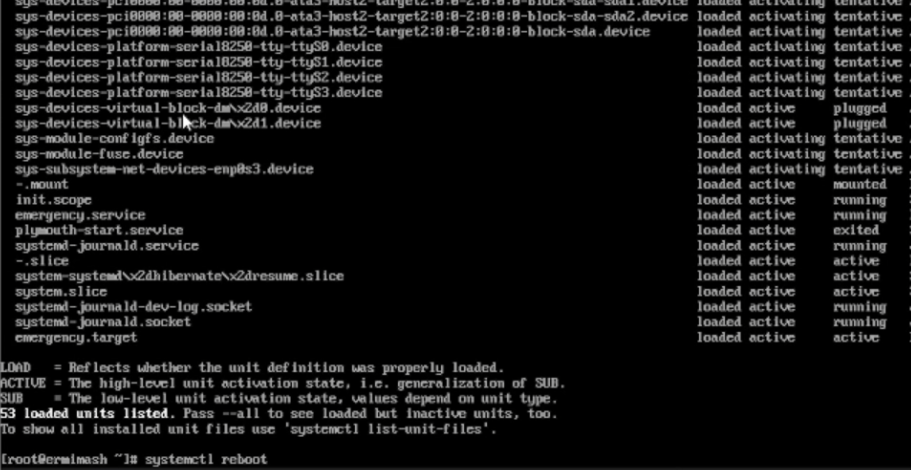 sys-devices-pci0000:00-0000:00:0d.0-ata3-host2-target2:0:0-2:0:0:0-block-sda-sda1.device loaded activating tentative
sys-devices-pci0000:00-0000:00:0d.0-ata3-host2-target2:0:0-2:0:0:0-block-sda-sda2.device loaded activating tentative
sys-devices-pci0000:00-0000:00:0d.0-ata3-host2-target2:0:0-2:0:0:0-block-sda.device loaded activating tentative
sys-devices-platform-serial8250-tty-ttyS0.device loaded activating tentative
sys-devices-platform-serial8250-tty-ttyS1.device loaded activating tentative
sys-devices-platform-serial8250-tty-ttyS2.device loaded activating tentative
sys-devices-platform-serial8250-tty-ttyS3.device loaded activating tentative
sys-devices-virtual-block-dm\x2d0.device loaded active plugged
sys-devices-virtual-block-dm\x2d1.device loaded active plugged
sys-module-configfs.device loaded activating tentative
sys-module-fuse.device loaded activating tentative
sys-subsystem-net-devices-enp0s3.device loaded activating tentative
-.mount loaded active mounted
init.scope loaded active running
emergency.service loaded active running
plymouth-start.service loaded active exited
systemd-journald.service loaded active running
-.slice loaded active active
system-systemd\x2dhibernate\x2dresume.slice loaded active active
system.slice loaded active active
systemd-journald-dev-log.socket loaded active running
systemd-journald.socket loaded active running
emergency.target loaded active active
LOAD = Reflects whether the unit definition was properly loaded.
ACTIVE = The high-level unit activation state, i.e. generalization of SUB.
SUB = The low-level unit activation state, values depend on unit type.
53 loaded units listed. Pass --all to see loaded but inactive units, too.
To show all installed unit files use 'systemctl list-unit-files'.
[root@ermimash ~]# systemctl reboot